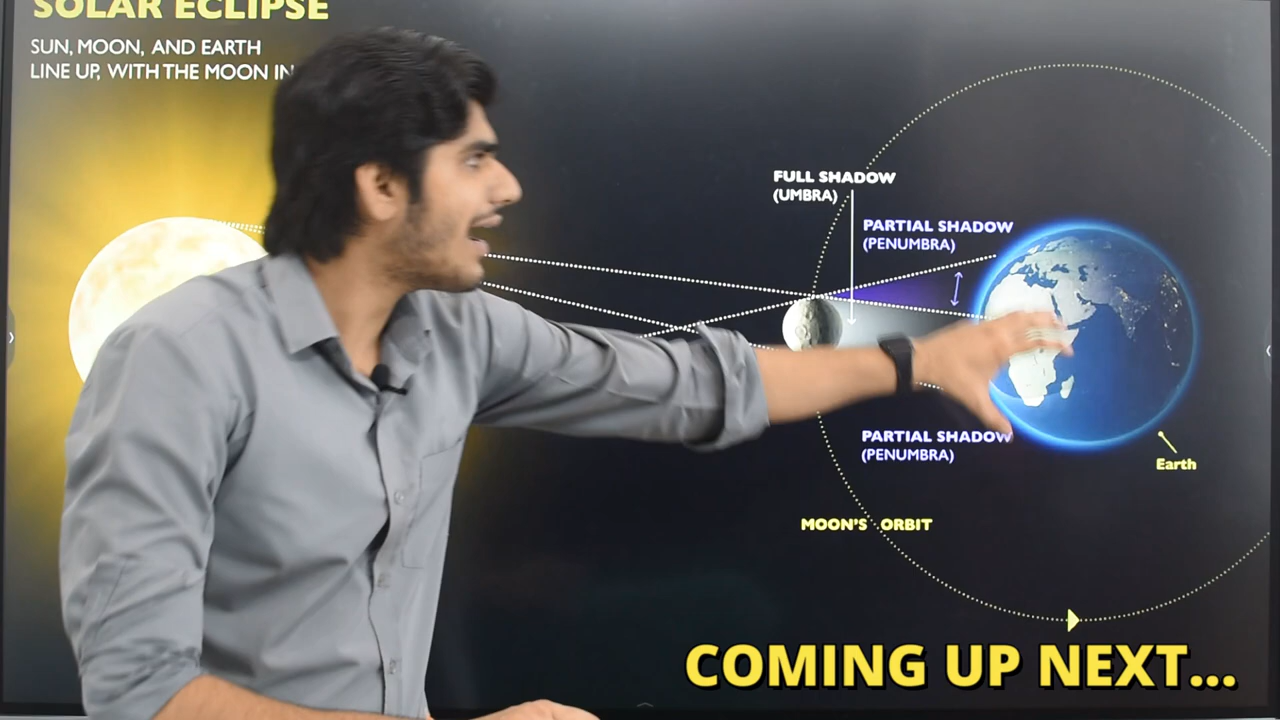 SOLAR ECLIPSE
SUN, MOON, AND EARTH
LINE UP, WITH THE MOON IN
FULL SHADOW
(UMBRA)
PARTIAL SHADOW
(PENUMBRA)
PARTIAL SHADOW
(PENUMBRA)
Earth
MOON'S ORBIT
COMING UP NEXT...